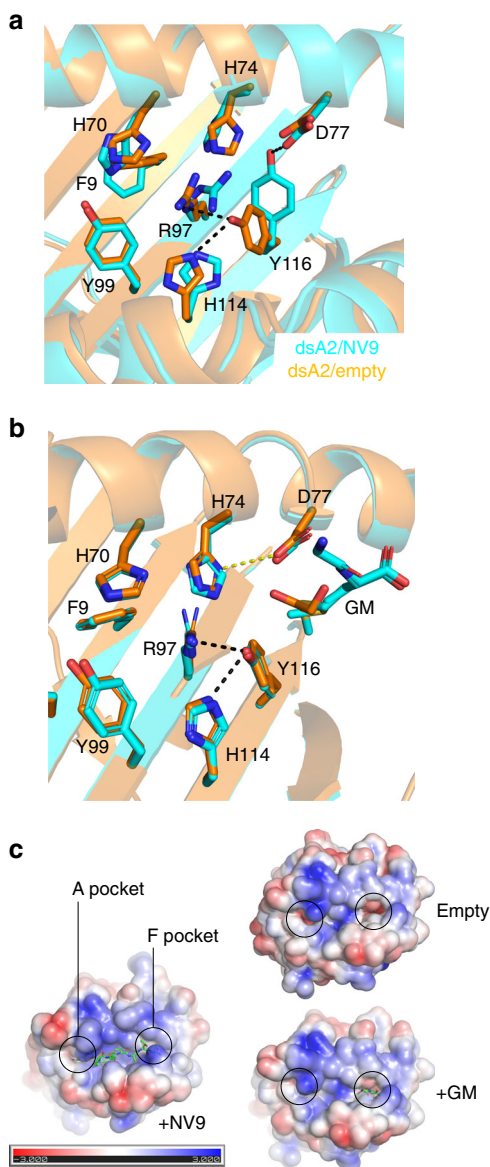 a
H74
H70
D77
F9
R97
Y99
Y116
H114
dsA2/NV9
dsA2/empty
b
D77
H74
H70
F9
GM
R97
Y116
Y99
H114
c
A pocket
F pocket
Empty
+NV9
+GM
-3.000
3.000